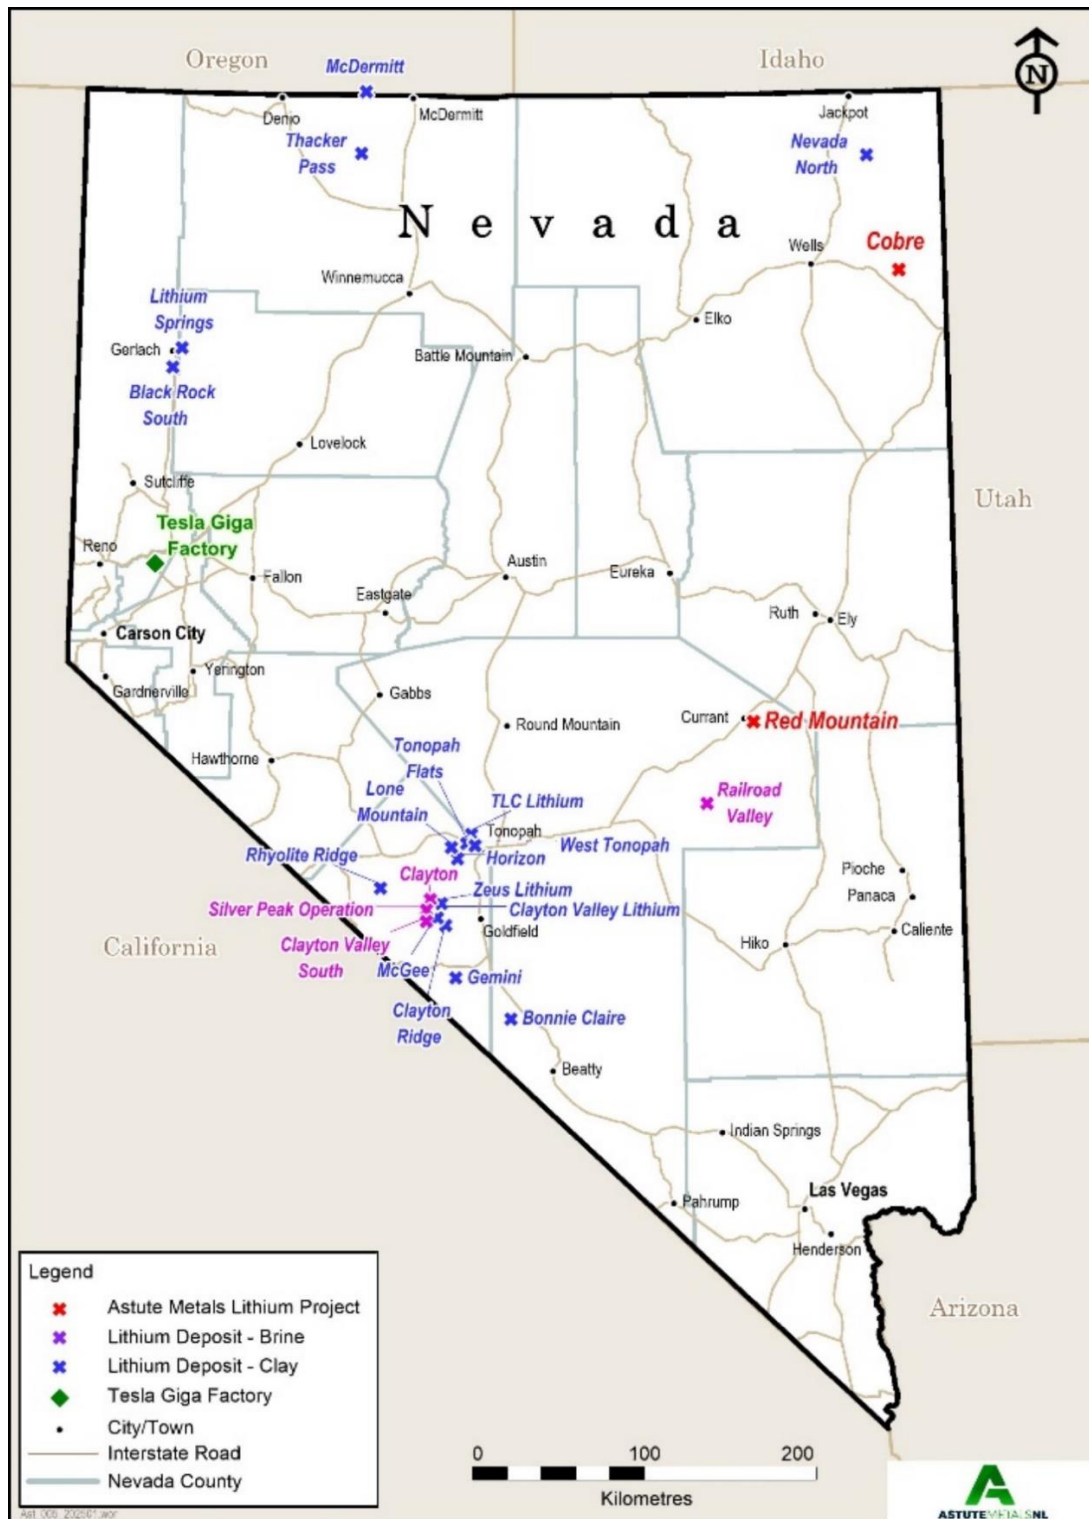 Oregon
Idaho
McDermitt
N
Denio
McDermitt
Jackpot
Thacker
Pass
Nevada
North
Nevada
Cobre
Wells
Winnemucca
Lithium
Springs
Elko
Gerlach
Battle Mountain
Black Rock
South
Lovelock
Sutcliffe
Utah
Tesla Giga
Factory
Reno
Austin
Eureka
Fallon
Eastgate
Ruth
Ely
Carson City
Yerington
Gardnerville
Gabbs
Currant
Red Mountain
Round Mountain
Tonopah
Flats
Hawthorne
Lone
Mountain
TLC Lithium
Railroad
Valley
Tonopah
West Tonopah
Rhyolite Ridge
Horizon
Clayton
Pioche
Zeus Lithium
Panaca
Silver Peak Operation
Clayton Valley Lithium
Goldfield
Caliente
California
Clayton Valley
South
Hiko
McGee
Gemini
Clayton
Ridge
Bonnie Claire
Beatty
Indian Springs
Las Vegas
Pahrump
Henderson
Arizona
Legend
Astute Metals Lithium Project
Lithium Deposit - Brine
Lithium Deposit - Clay
Tesla Giga Factory
City/Town
Interstate Road
Nevada County
0 100 200
Kilometres
ASTUTEMETALSNL